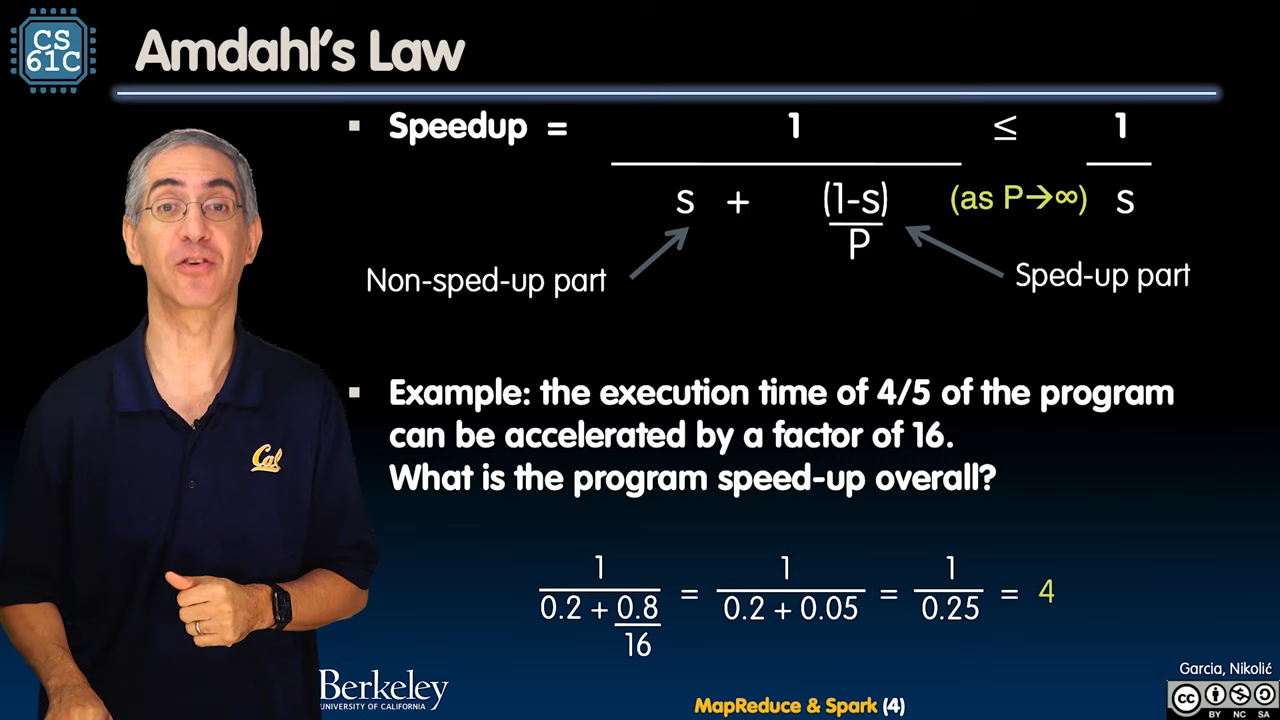 CS
61C
Amdahl's Law
▪ Speedup = 1 ≤ 1
s + (1-s) (as P→∞) s
P
Non-sped-up part
Sped-up part
▪ Example: the execution time of 4/5 of the program
can be accelerated by a factor of 16.
What is the program speed-up overall?
1 1 1
0.2 + 0.8 = 0.2 + 0.05 = 0.25 = 4
16
Cal
Berkeley
UNIVERSITY OF CALIFORNIA
MapReduce & Spark (4)
Garcia, Nikolić
cc
BY NC SA